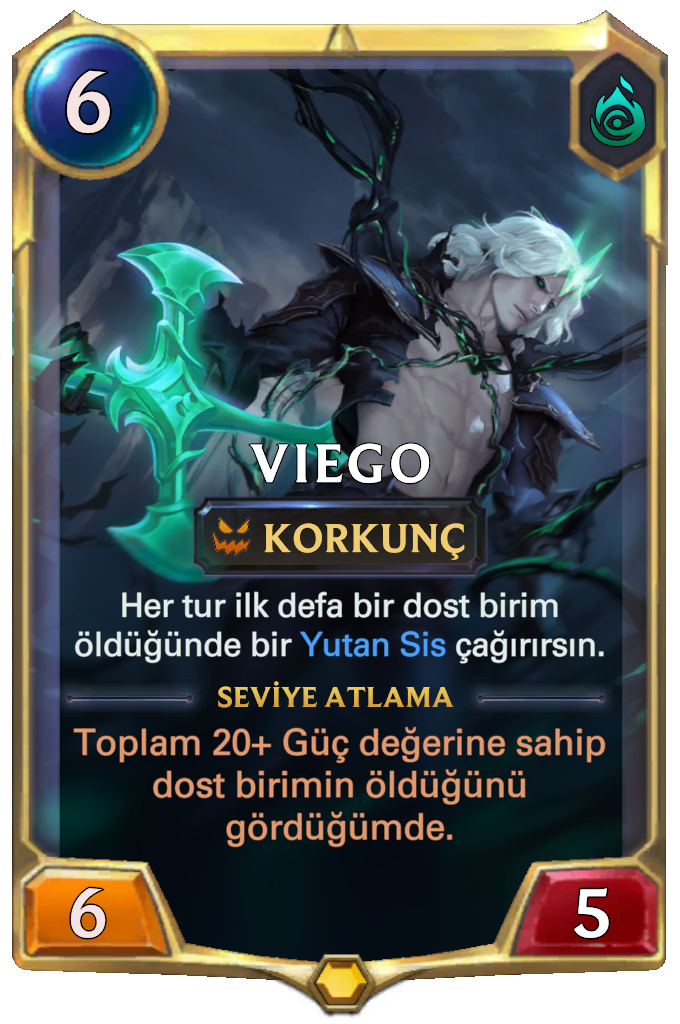 6
VIEGO
KORKUNÇ
Her tur ilk defa bir dost birim
öldüğünde bir Yutan Sis çağırırsın.
SEVİYE ATLAMA
Toplam 20+ Güç değerine sahip
dost birimin öldüğünü
gördüğümde.
6
5